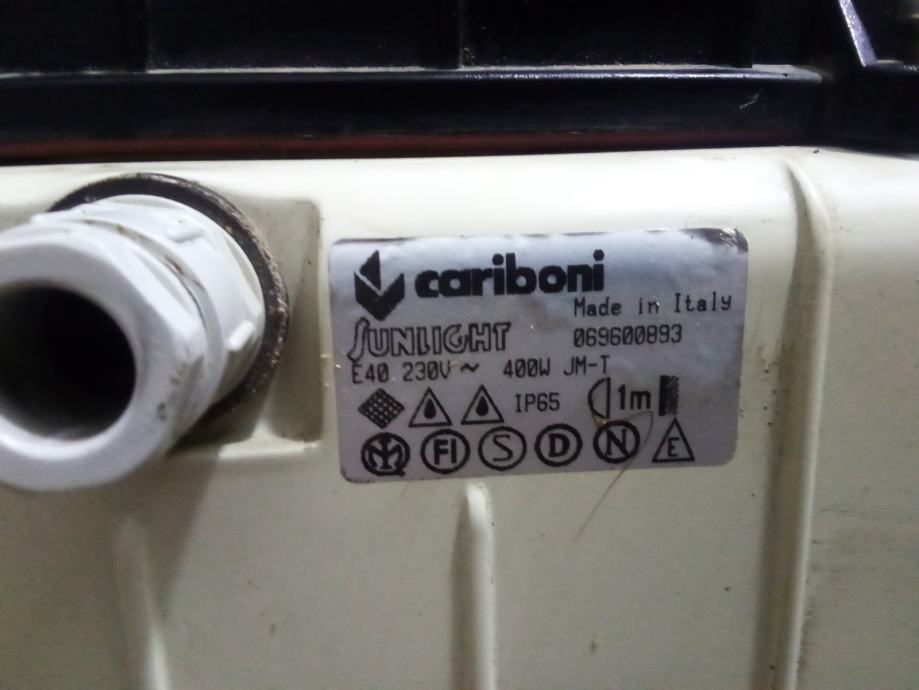 cariboni
Made in Italy
SUNLIGHT 069600893
E40 230V ~ 400W JM-T
IP65 1m
FI S D N E